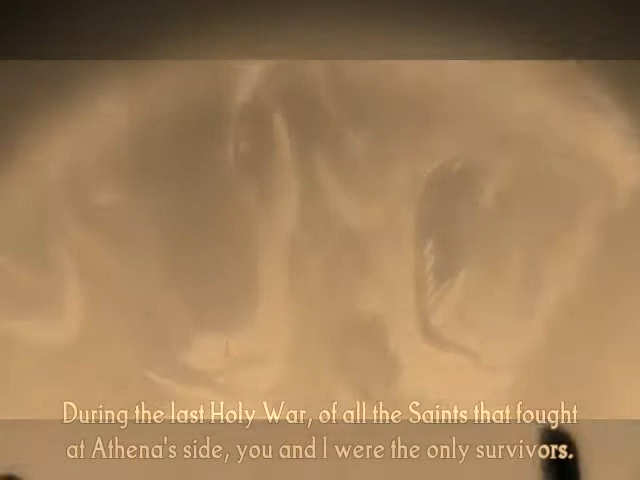 During the last Holy War, of all the Saints that fought
at Athena's side, you and I were the only survivors.